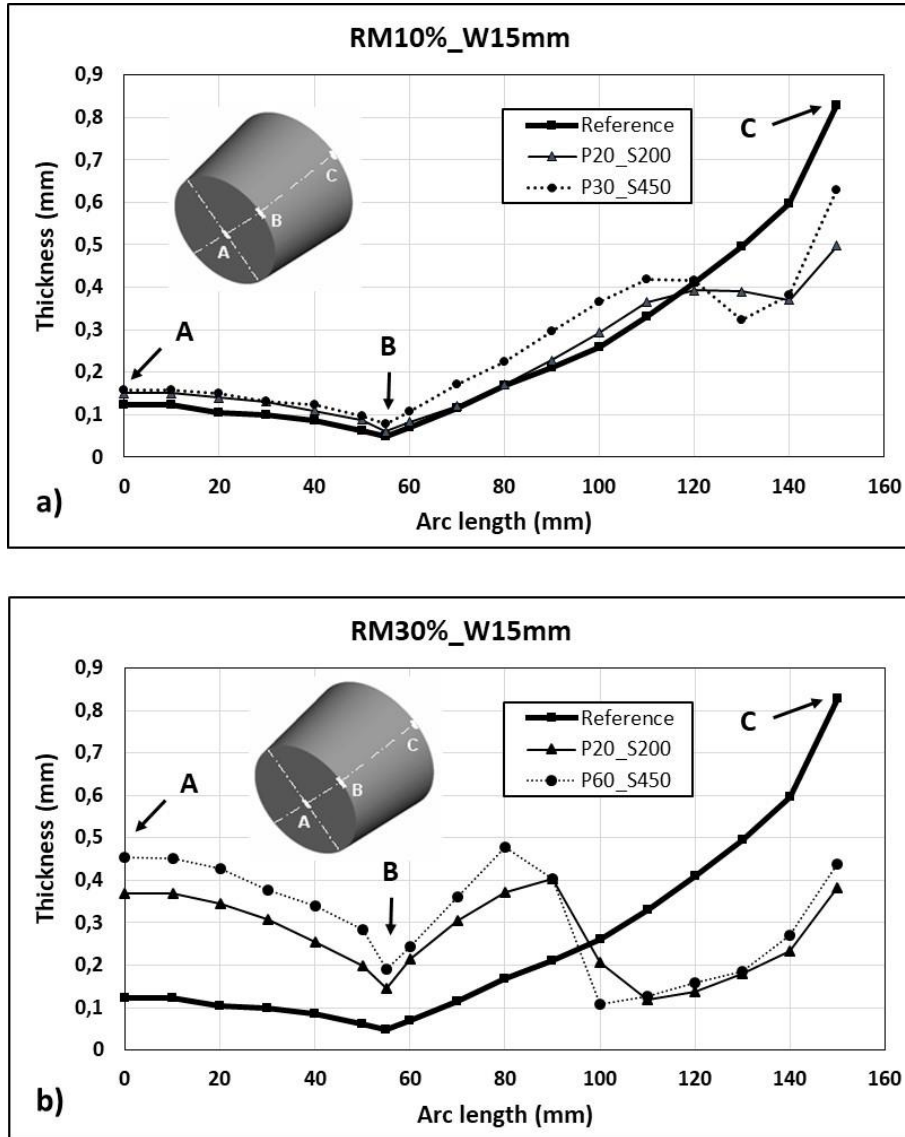 RM10%_W15mm
0,9
0,8
0,7
0,6
0,5
0,4
0,3
0,2
0,1
0
Thickness (mm)
A
B
C
Reference
P20_S200
P30_S450
A
B
C
0 20 40 60 80 100 120 140 160
Arc length (mm)
a)
RM30%_W15mm
0,9
0,8
0,7
0,6
0,5
0,4
0,3
0,2
0,1
0
Thickness (mm)
A
B
C
Reference
P20_S200
P60_S450
A
B
C
0 20 40 60 80 100 120 140 160
Arc length (mm)
b)